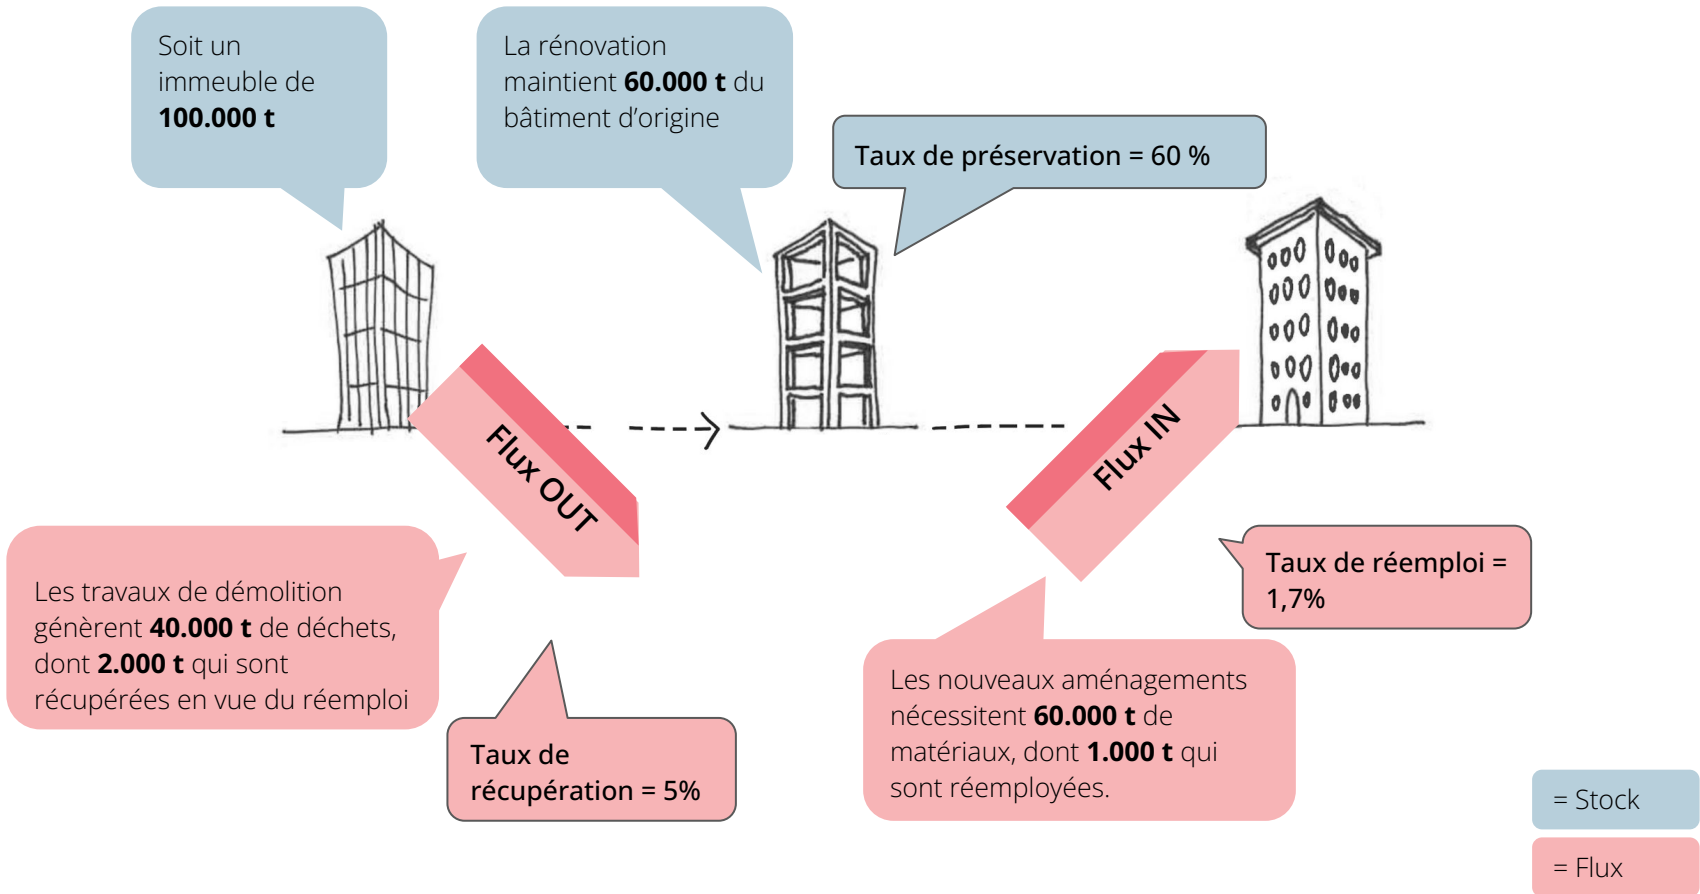 Soit un
immeuble de
100.000 t
La rénovation
maintient 60.000 t du
bâtiment d’origine
Taux de préservation = 60 %
Flux OUT
Flux IN
Les travaux de démolition
génèrent 40.000 t de déchets,
dont 2.000 t qui sont
récupérées en vue du réemploi
Taux de
récupération = 5%
Les nouveaux aménagements
nécessitent 60.000 t de
matériaux, dont 1.000 t qui
sont réemployées.
Taux de réemploi =
1,7%
= Stock
= Flux